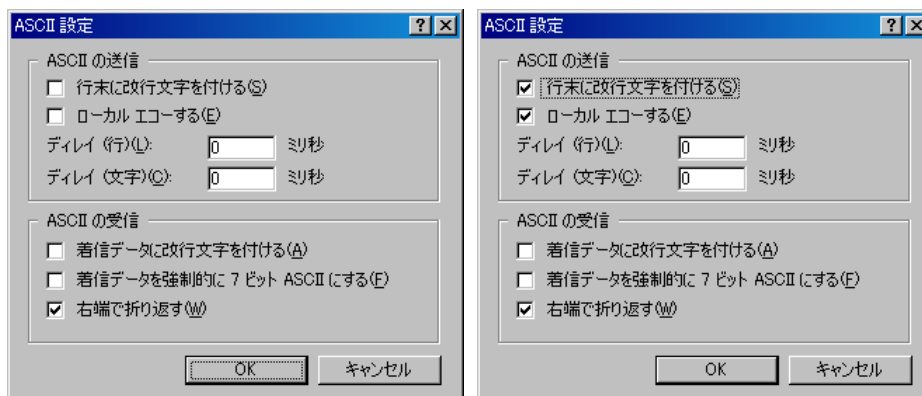 ASCII 設定
ASCII の送信
行末に改行文字を付ける(S)
ローカル エコーする(E)
ディレイ (行)(L): 0 ミリ秒
ディレイ (文字)(C): 0 ミリ秒
ASCII の受信
着信データに改行文字を付ける(A)
着信データを強制的に 7 ビット ASCII にする(F)
右端で折り返す(W)
OK キャンセル
ASCII 設定
ASCII の送信
行末に改行文字を付ける(S)
ローカル エコーする(E)
ディレイ (行)(L): 0 ミリ秒
ディレイ (文字)(C): 0 ミリ秒
ASCII の受信
着信データに改行文字を付ける(A)
着信データを強制的に 7 ビット ASCII にする(F)
右端で折り返す(W)
OK キャンセル